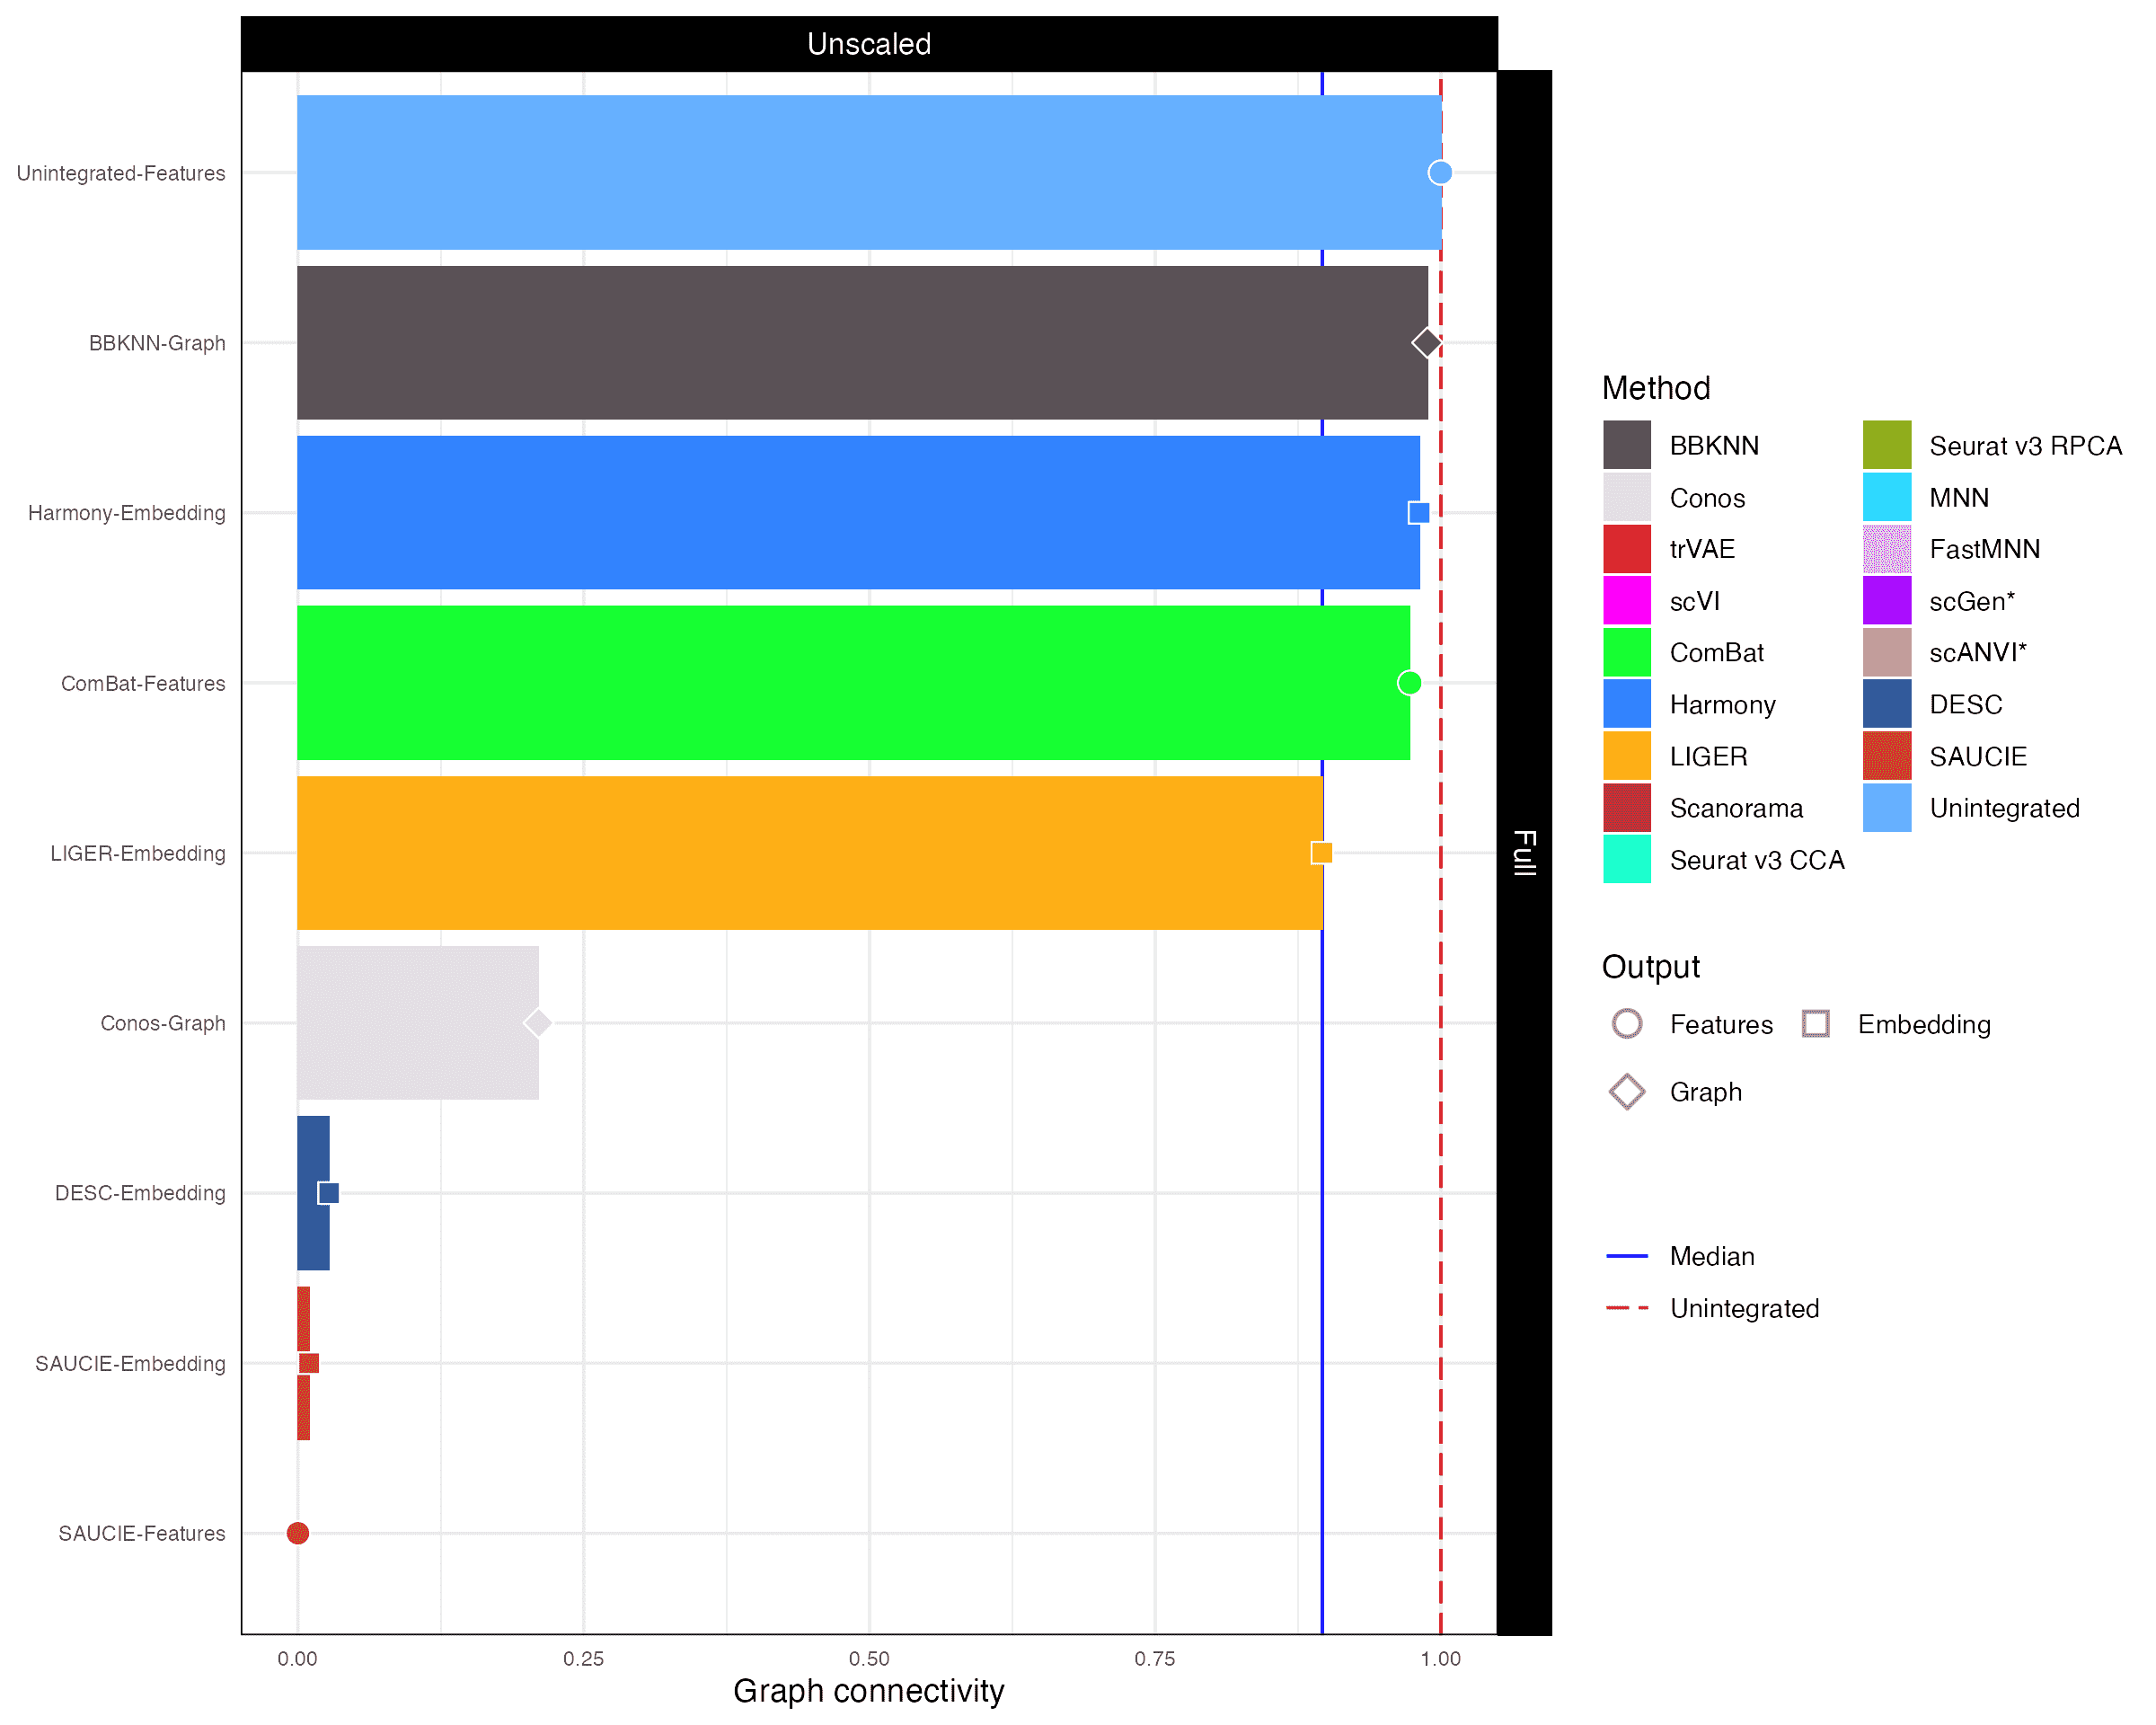 Unscaled
Unintegrated-Features
BBKNN-Graph
Harmony-Embedding
ComBat-Features
LIGER-Embedding
Conos-Graph
DESC-Embedding
SAUCIE-Embedding
SAUCIE-Features
0.00 0.25 0.50 0.75 1.00
Graph connectivity
Full
Method
BBKNN
Conos
trVAE
scVI
ComBat
Harmony
LIGER
Scanorama
Seurat v3 CCA
Seurat v3 RPCA
MNN
FastMNN
scGen*
scANVI*
DESC
SAUCIE
Unintegrated
Output
Features
Embedding
Graph
Median
Unintegrated